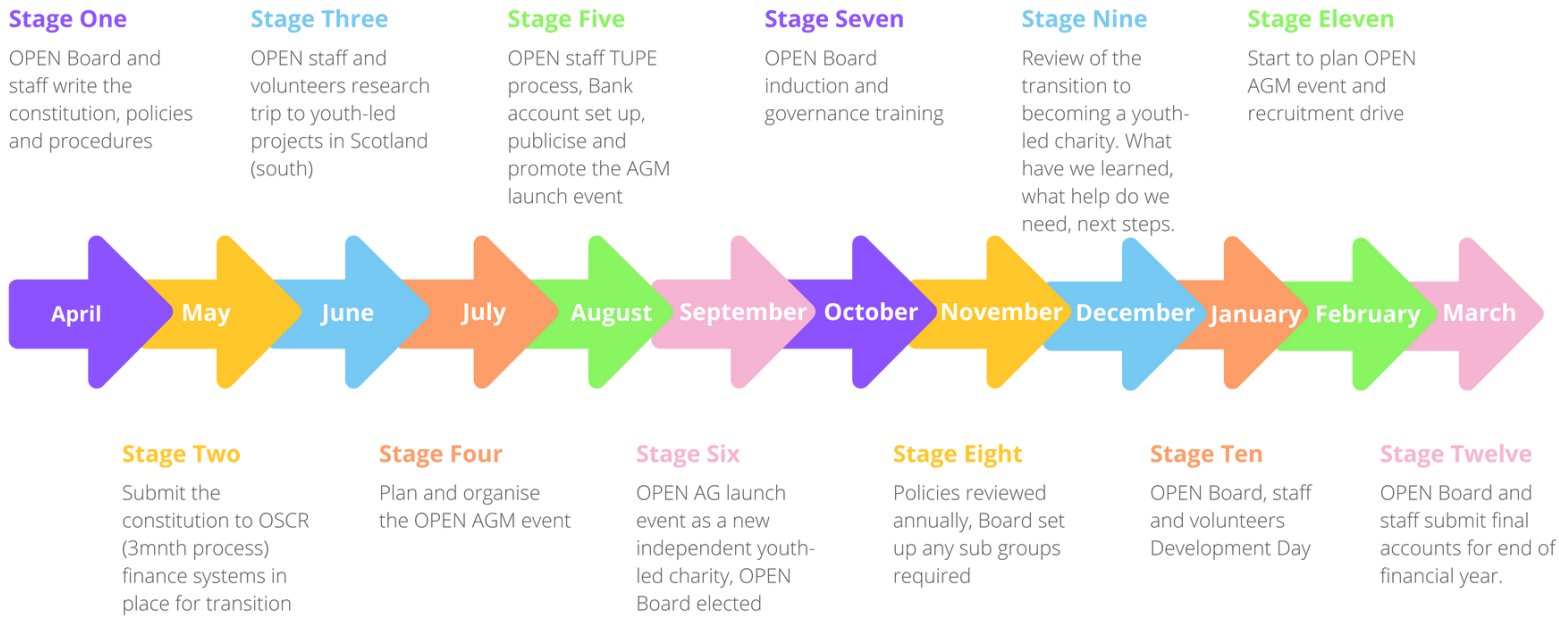 Stage One
OPEN Board and
staff write the
constitution, policies
and procedures
Stage Three
OPEN staff and
volunteers research
trip to youth-led
projects in Scotland
(south)
Stage Five
OPEN staff TUPE
process, Bank
account set up,
publicise and
promote the AGM
launch event
Stage Seven
OPEN Board
induction and
governance training
Stage Nine
Review of the
transition to
becoming a youth-
led charity. What
have we learned,
what help do we
need, next steps.
Stage Eleven
Start to plan OPEN
AGM event and
recruitment drive
April
May
June
July
August
September
October
November
December
January
February
March
Stage Two
Submit the
constitution to OSCR
(3mnth process)
finance systems in
place for transition
Stage Four
Plan and organise
the OPEN AGM event
Stage Six
OPEN AG launch
event as a new
independent youth-
led charity, OPEN
Board elected
Stage Eight
Policies reviewed
annually, Board set
up any sub groups
required
Stage Ten
OPEN Board, staff
and volunteers
Development Day
Stage Twelve
OPEN Board and
staff submit final
accounts for end of
financial year.